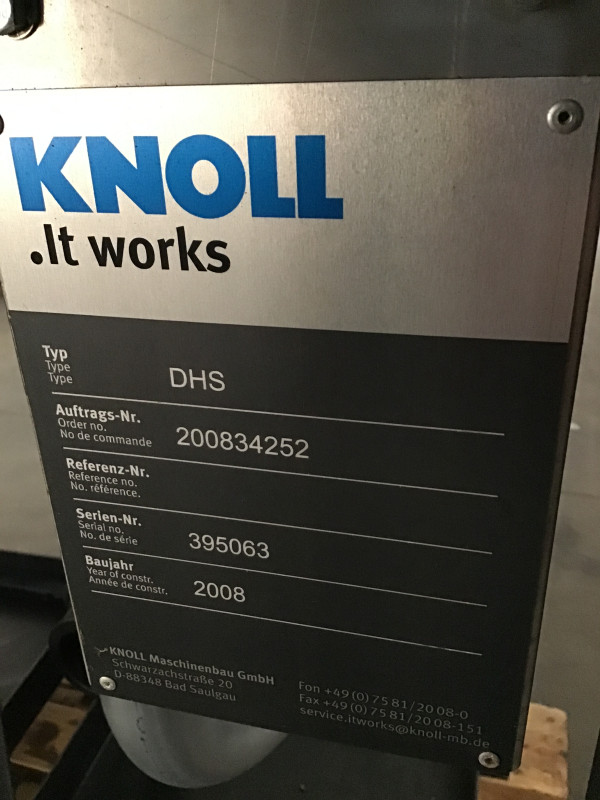 KNOLL
.It works
Typ
Type
Type
DHS
Auftrags-Nr.
Order no.
No de commande
200834252
Referenz-Nr.
Reference no.
No. référence.
Serien-Nr.
Serial no.
No. de série
395063
Baujahr
Year of constr.
Année de constr.
2008
KNOLL Maschinenbau GmbH
Schwarzachstraße 20
D-88348 Bad Saulgau
Fon +49 (0) 75 81/20 08-0
Fax +49 (0) 75 81/20 08-151
service.itworks@knoll-mb.de